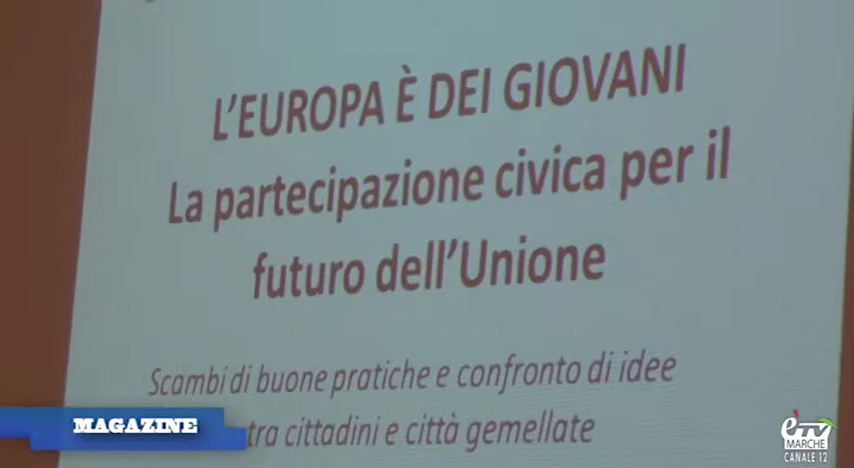 L'EUROPA È DEI GIOVANI
La partecipazione civica per il
futuro dell'Unione
Scambi di buone pratiche e confronto di idee
tra cittadini e città gemellate
MAGAZINE
ètv
MARCHE
CANALE 12